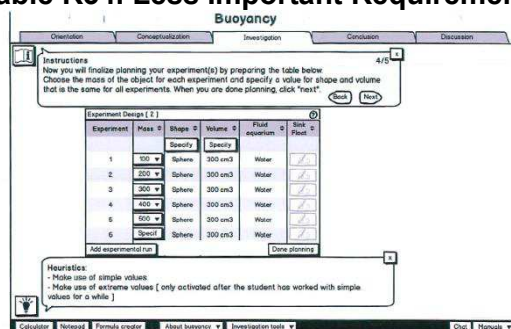 able Ren Less Important Requiremen
Buoyancy
Orientation Conceptualization Investigation Conclusion Discussion
Instructions 4/5 x
Now you will finalize planning your experiment(s) by preparing the table below.
Choose the mass of the object for each experiment and specify a value for shape and volume
that is the same for all experiments. When you are done planning, click "next".
Back Next
Experiment Design [ 2 ] ?
Experiment Mass Shape Volume Fluid aquarium Sink Float
Specify Specify
1 100 Sphere 300 cm3 Water
2 200 Sphere 300 cm3 Water
3 300 Sphere 300 cm3 Water
4 400 Sphere 300 cm3 Water
5 500 Sphere 300 cm3 Water
6 Specif Sphere 300 cm3 Water
Add experimental run Done planning
x
Heuristics:
- Make use of simple values.
- Make use of extreme values [ only activated after the student has worked with simple
values for a while ]
Calculator Notepad Formula creator About buoyancy Investigation tools Chat Manuals